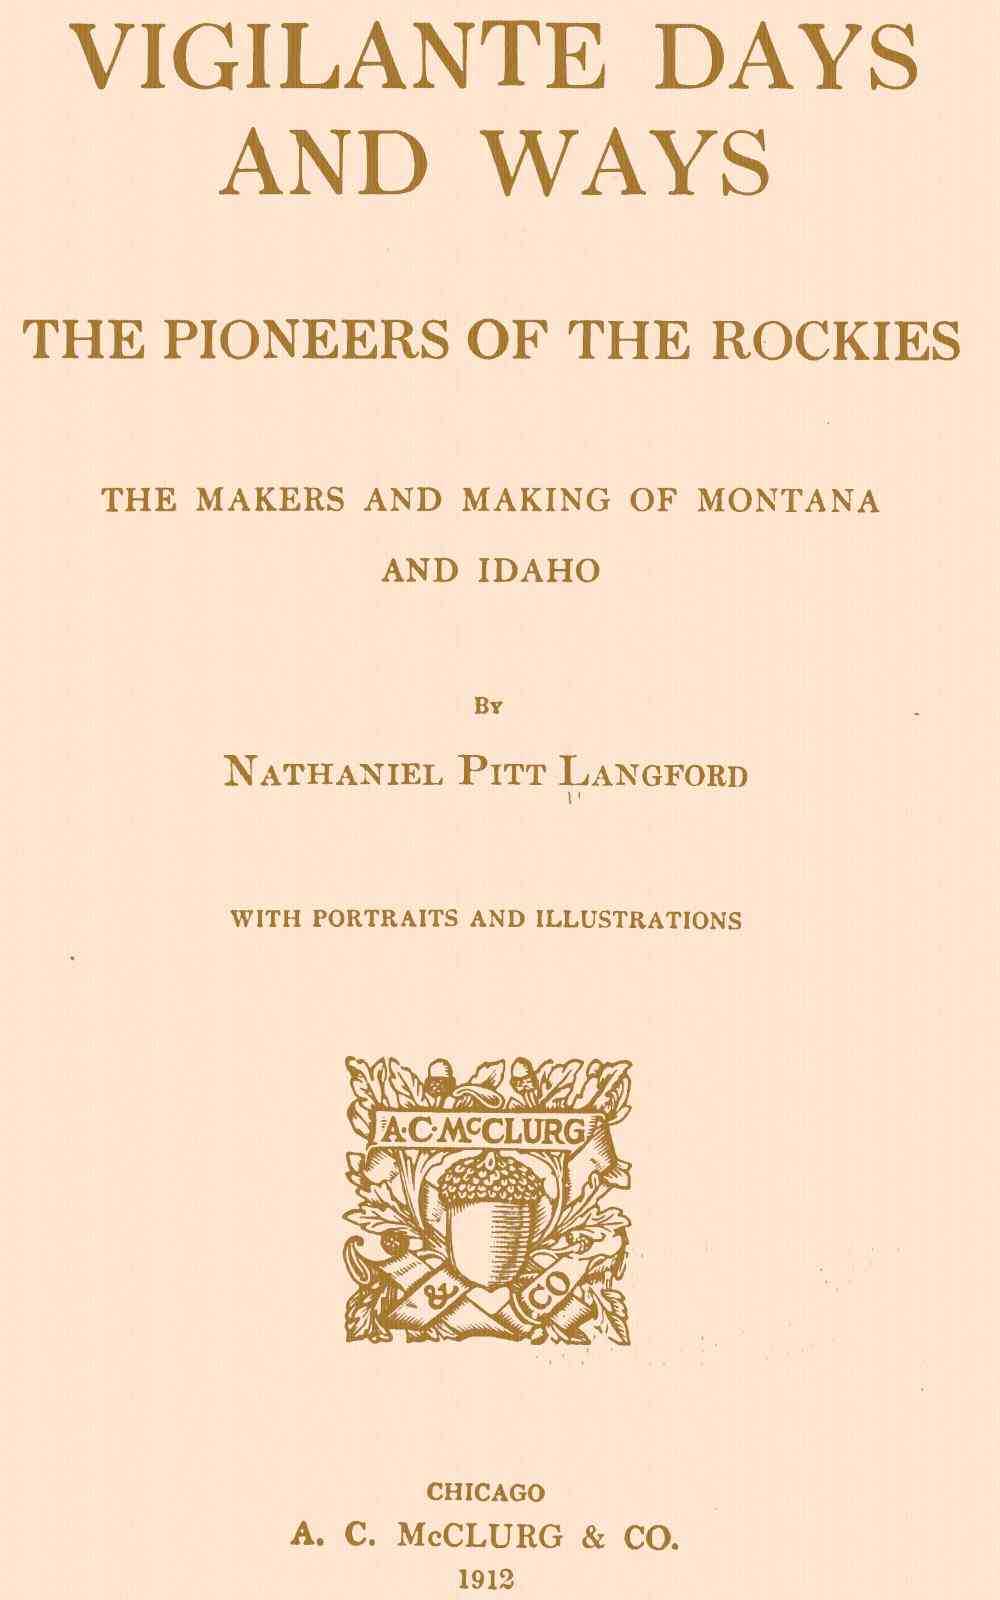 VIGILANTE DAYS
AND WAYS
THE PIONEERS OF THE ROCKIES
THE MAKERS AND MAKING OF MONTANA
AND IDAHO
By
Nathaniel Pitt Langford
WITH PORTRAITS AND ILLUSTRATIONS
A·C·McCLURG
& CO
CHICAGO
A. C. McCLURG & CO.
1912